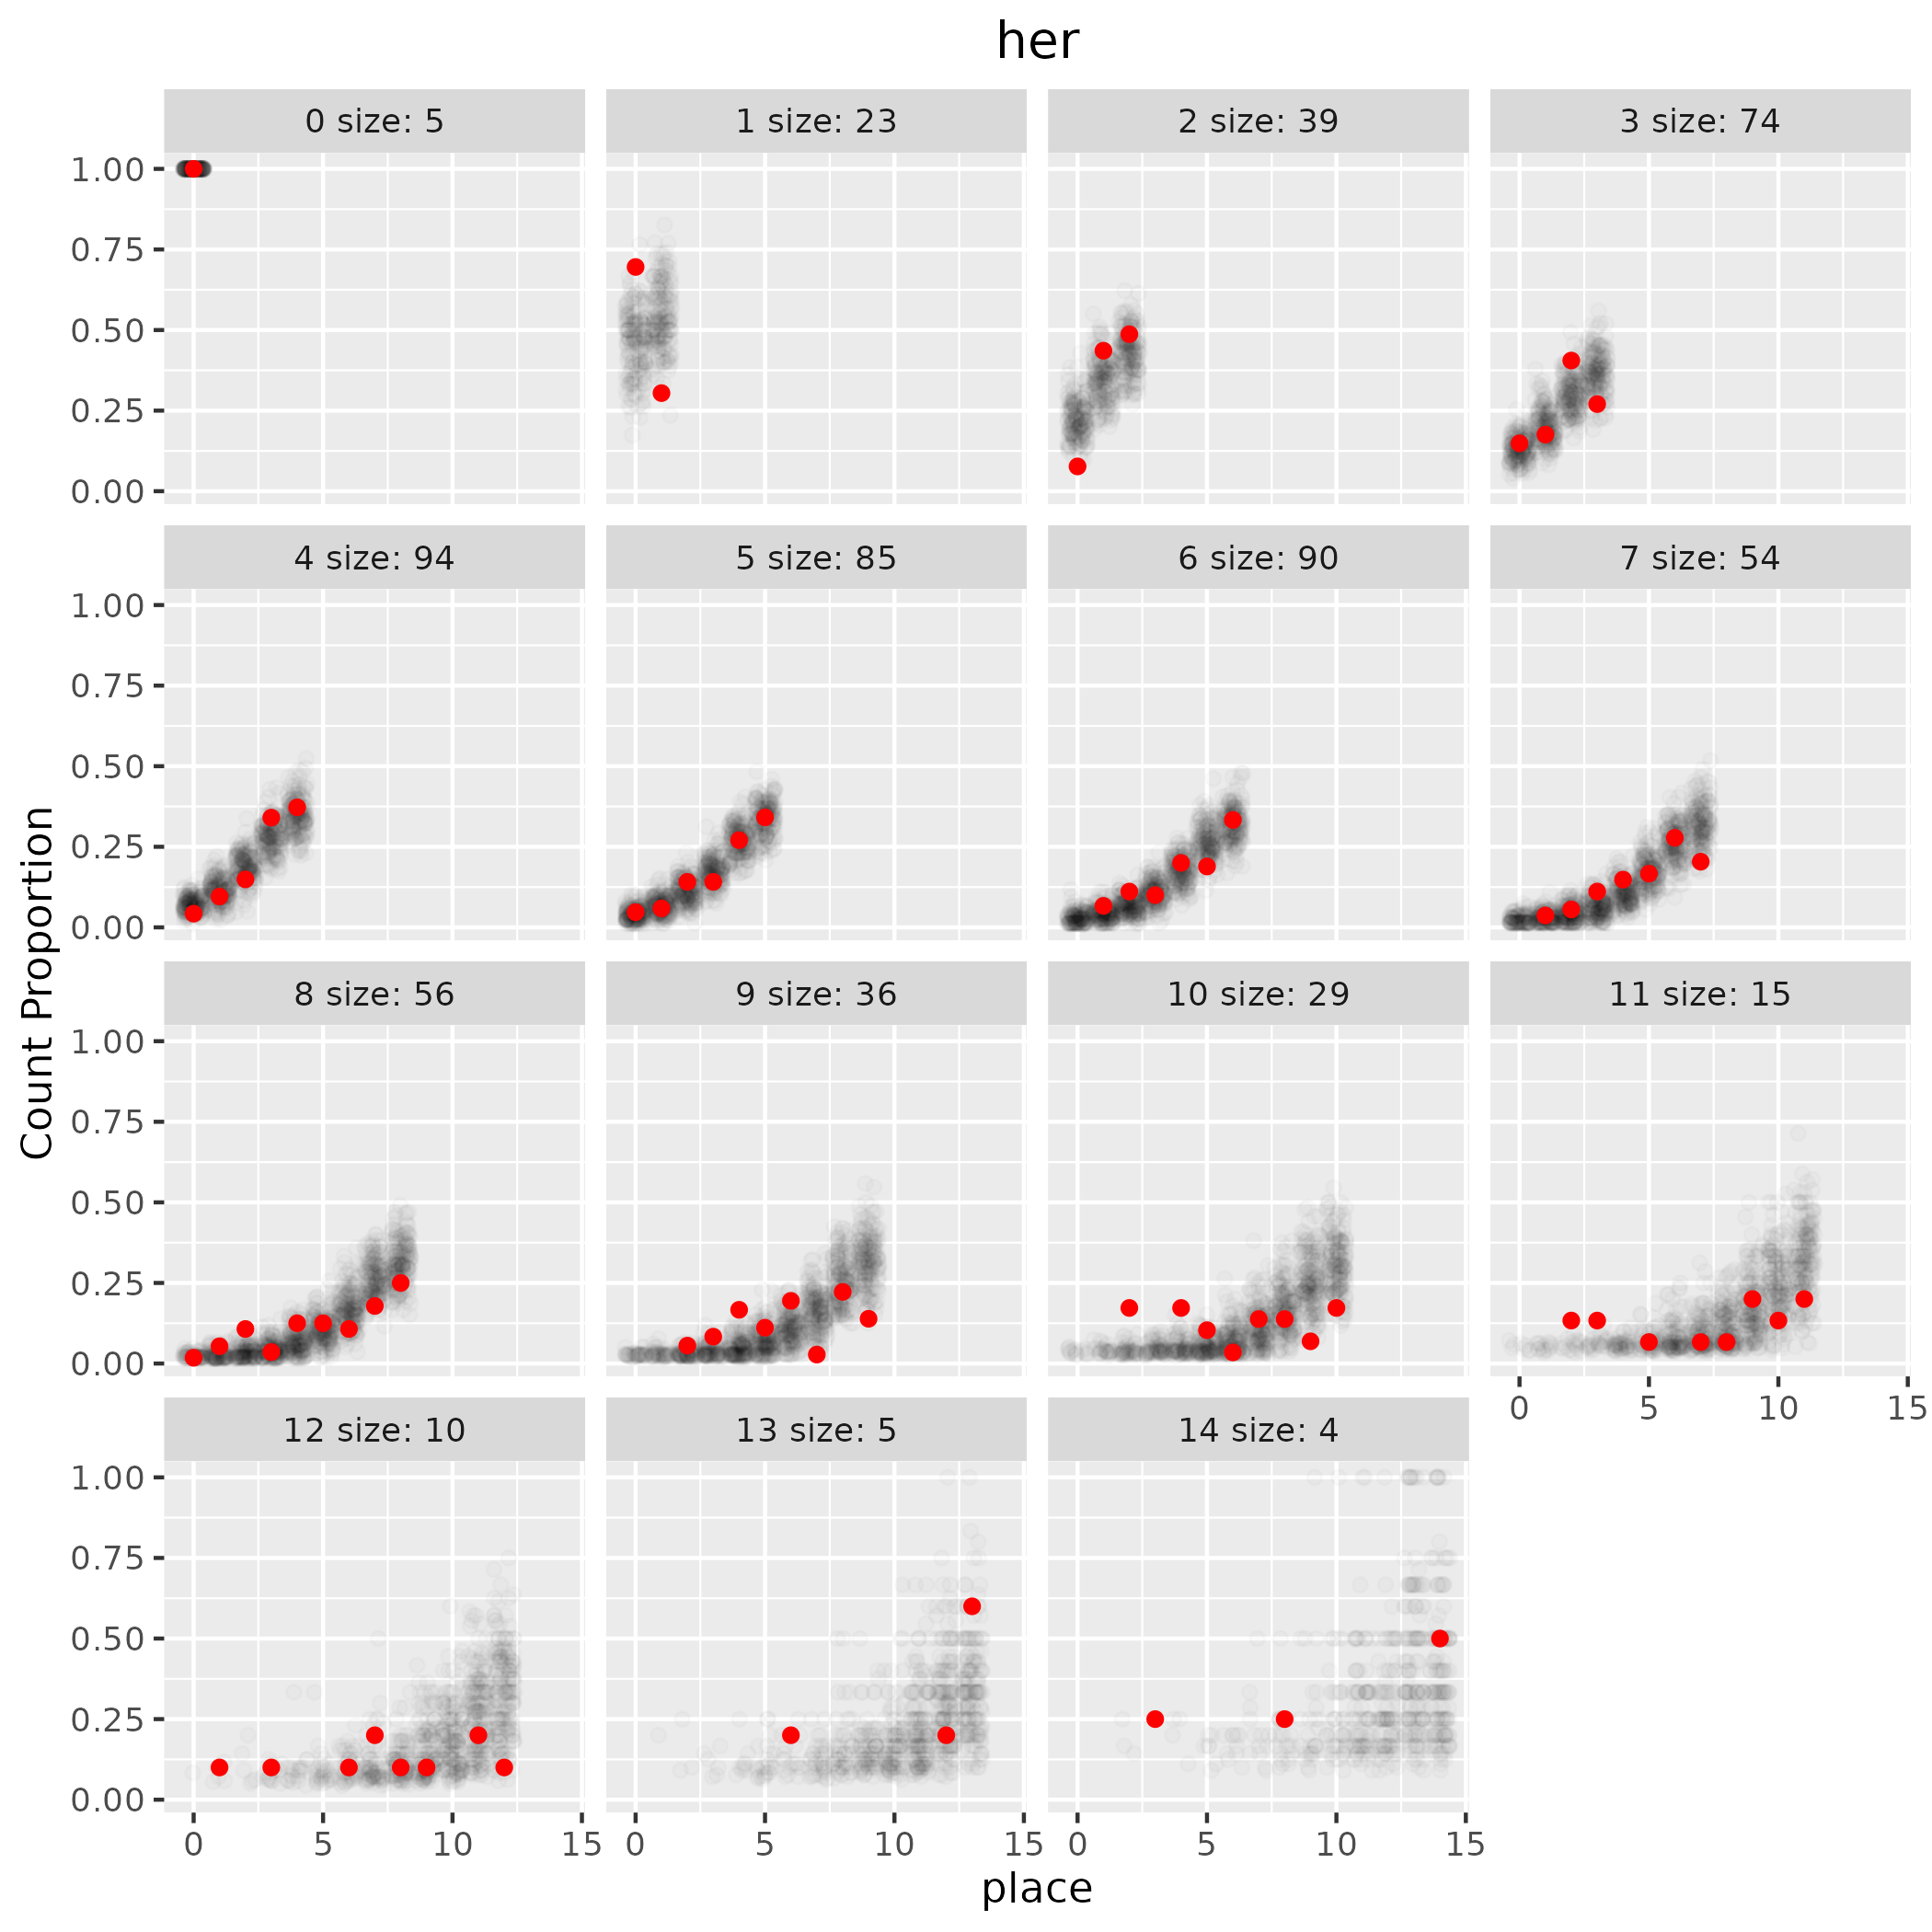 her
0 size: 5
1 size: 23
2 size: 39
3 size: 74
1.00
0.75
0.50
0.25
0.00
4 size: 94
5 size: 85
6 size: 90
7 size: 54
1.00
0.75
0.50
0.25
0.00
Count Proportion
8 size: 56
9 size: 36
10 size: 29
11 size: 15
1.00
0.75
0.50
0.25
0.00
0 5 10 15
12 size: 10
13 size: 5
14 size: 4
1.00
0.75
0.50
0.25
0.00
0 5 10 15
0 5 10 15
0 5 10 15
place